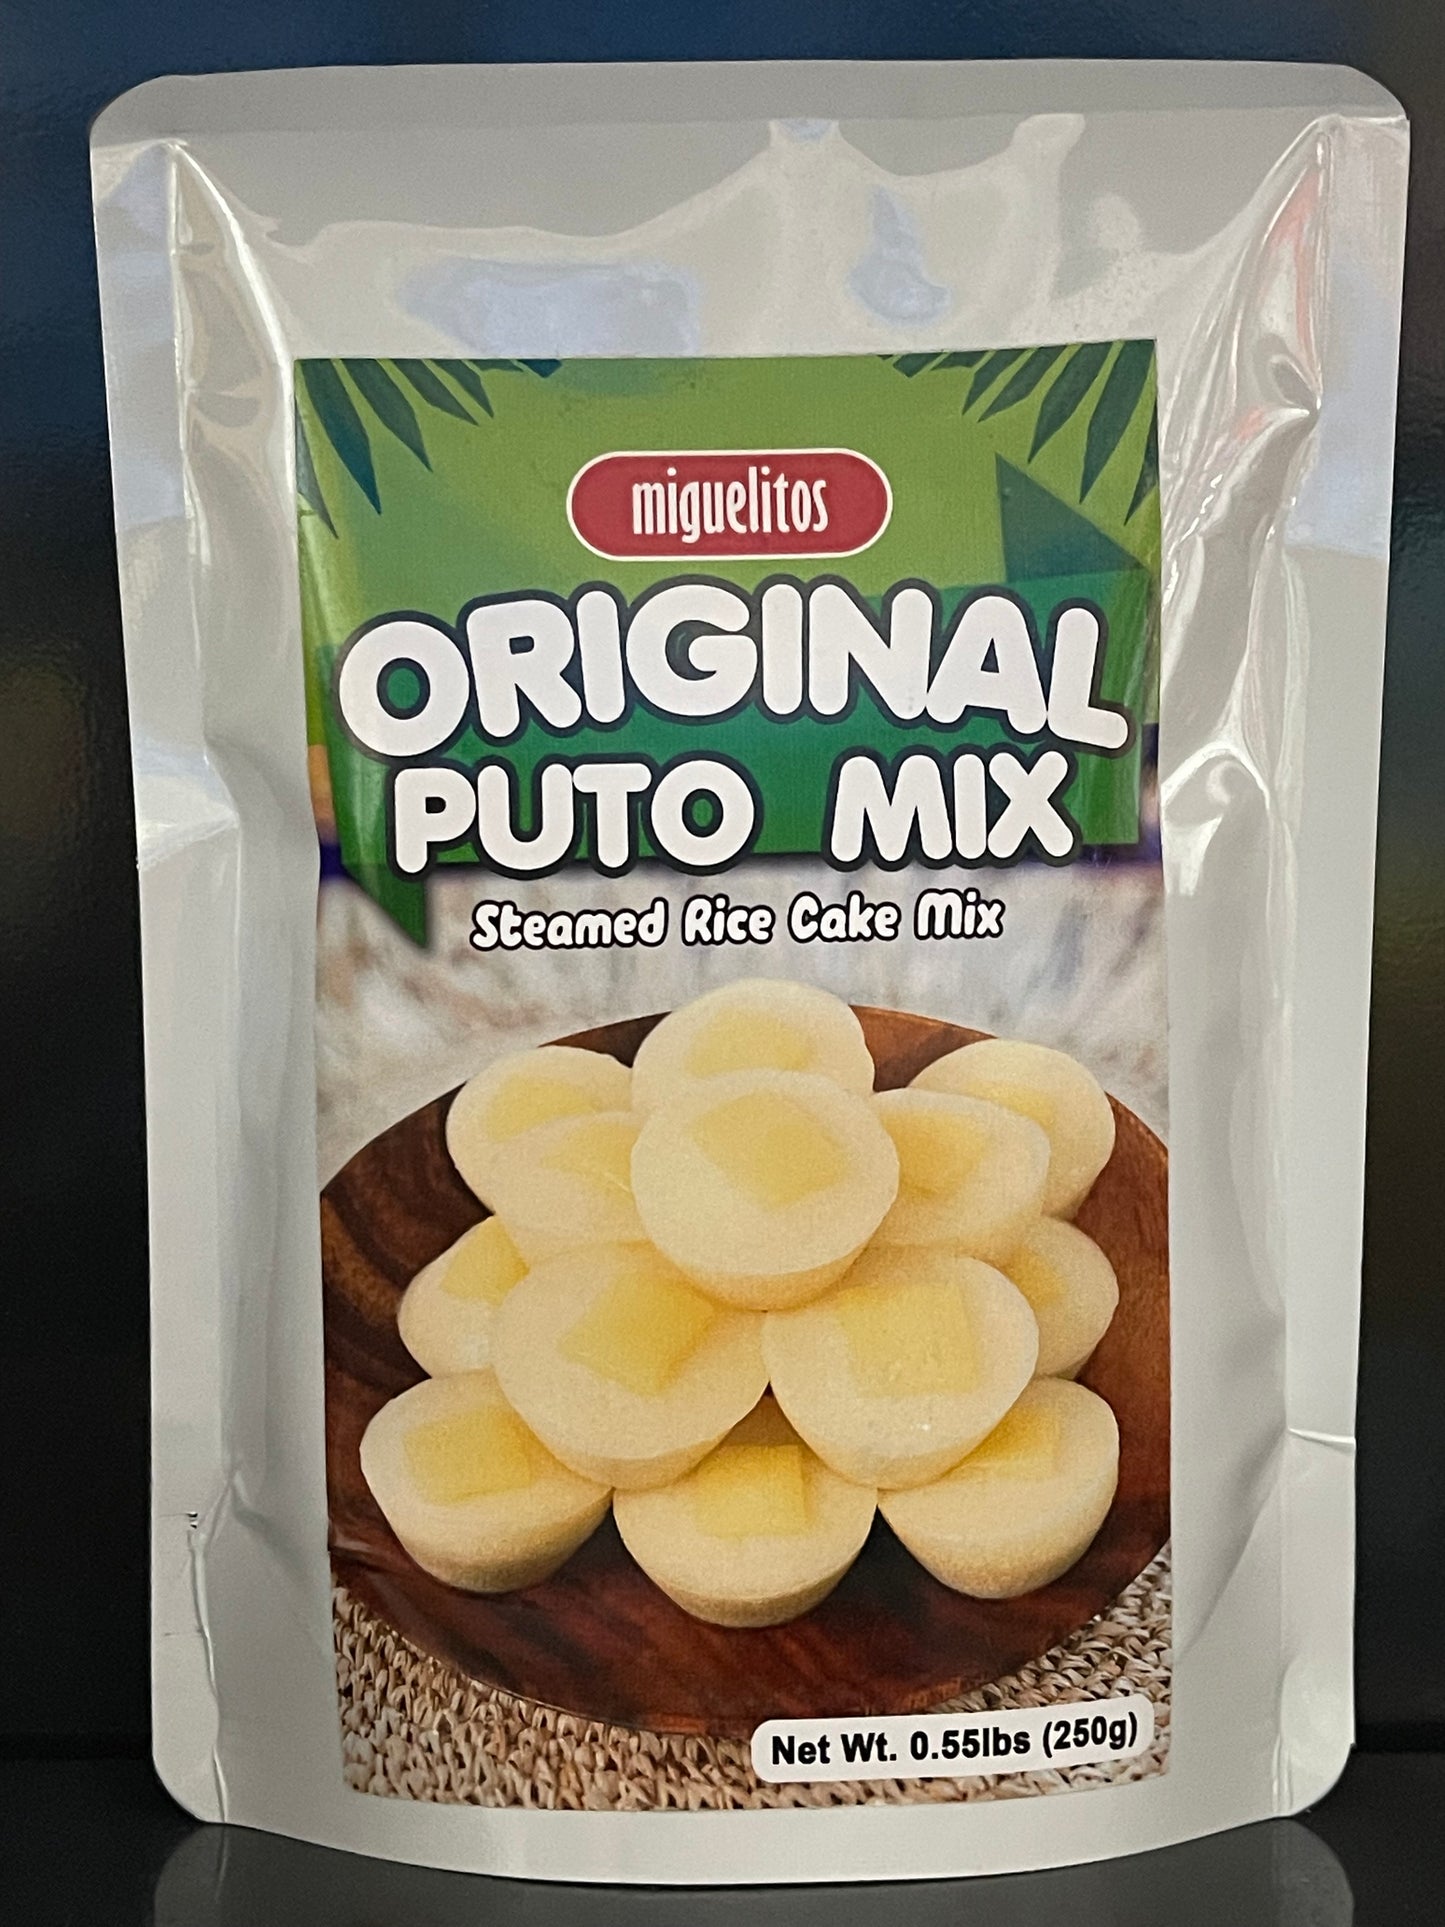 miguelitos
ORIGINAL
PUTO MIX
Steamed Rice Cake Mix
Net Wt. 0.55lbs (250g)